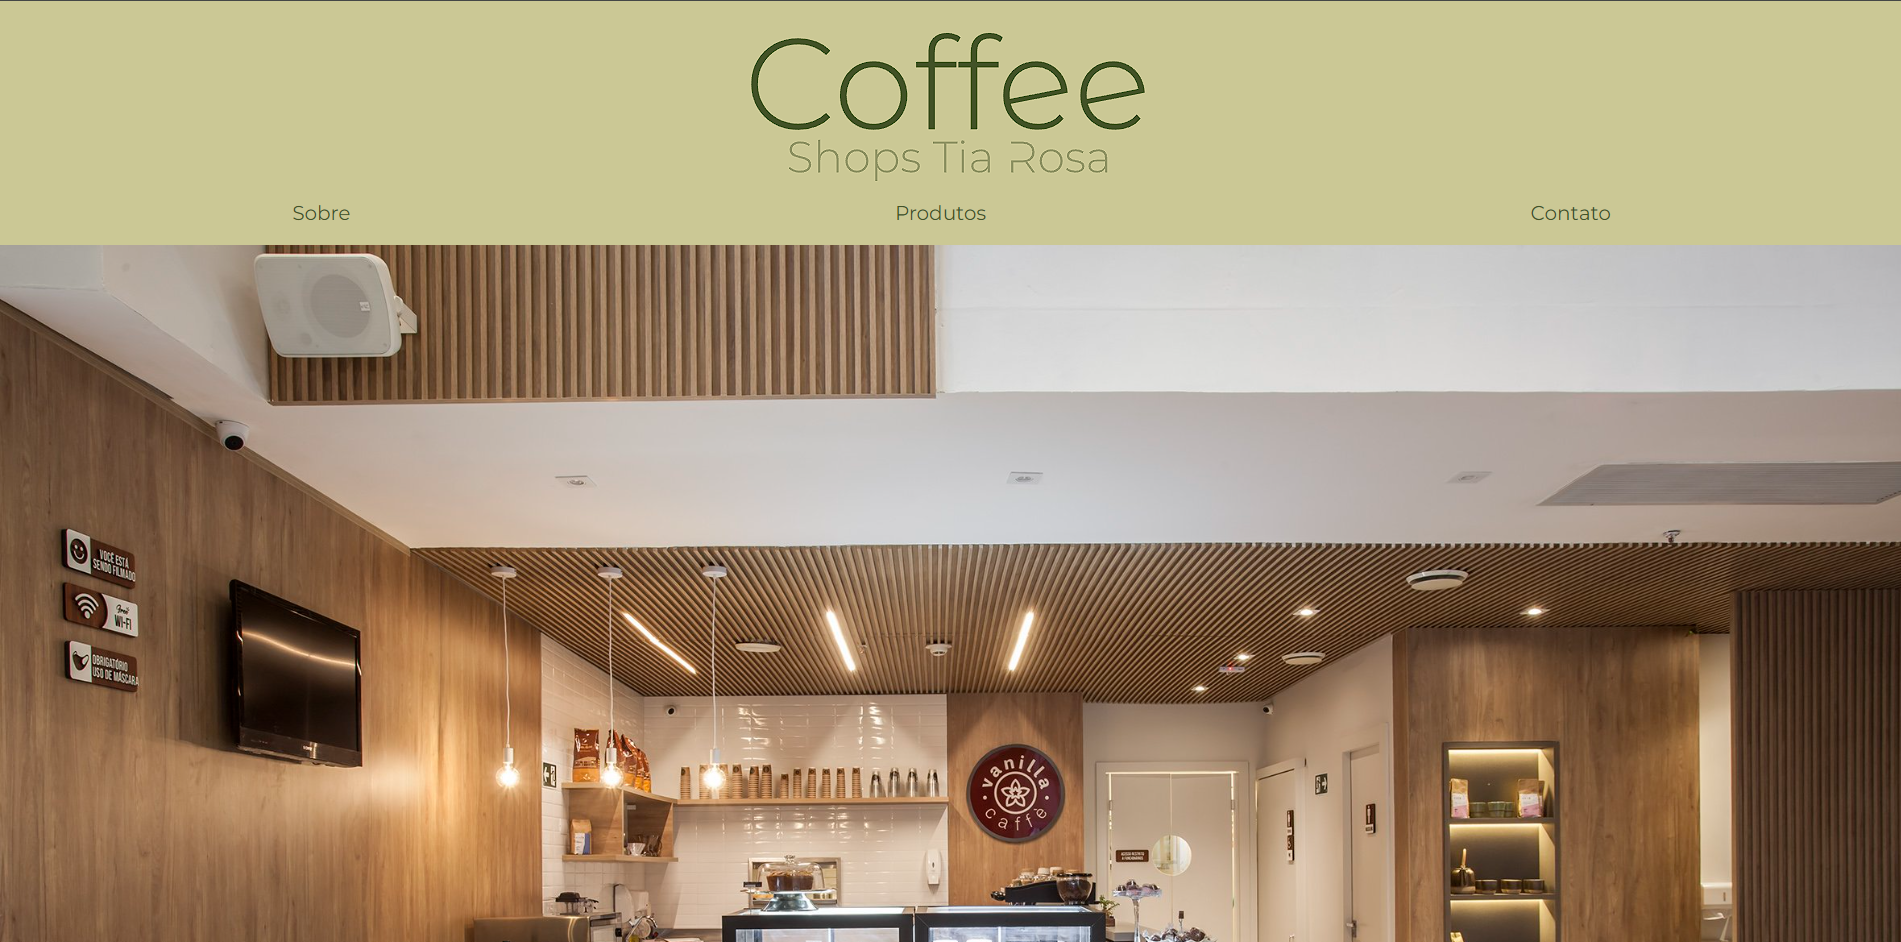 Coffee
Shops Tia Rosa
Sobre
Produtos
Contato
VOCÊ ESTÁ
SENDO FILMADO
Free
WI-FI
OBRIGATÓRIO
USO DE MÁSCARA
vanilla
caffè